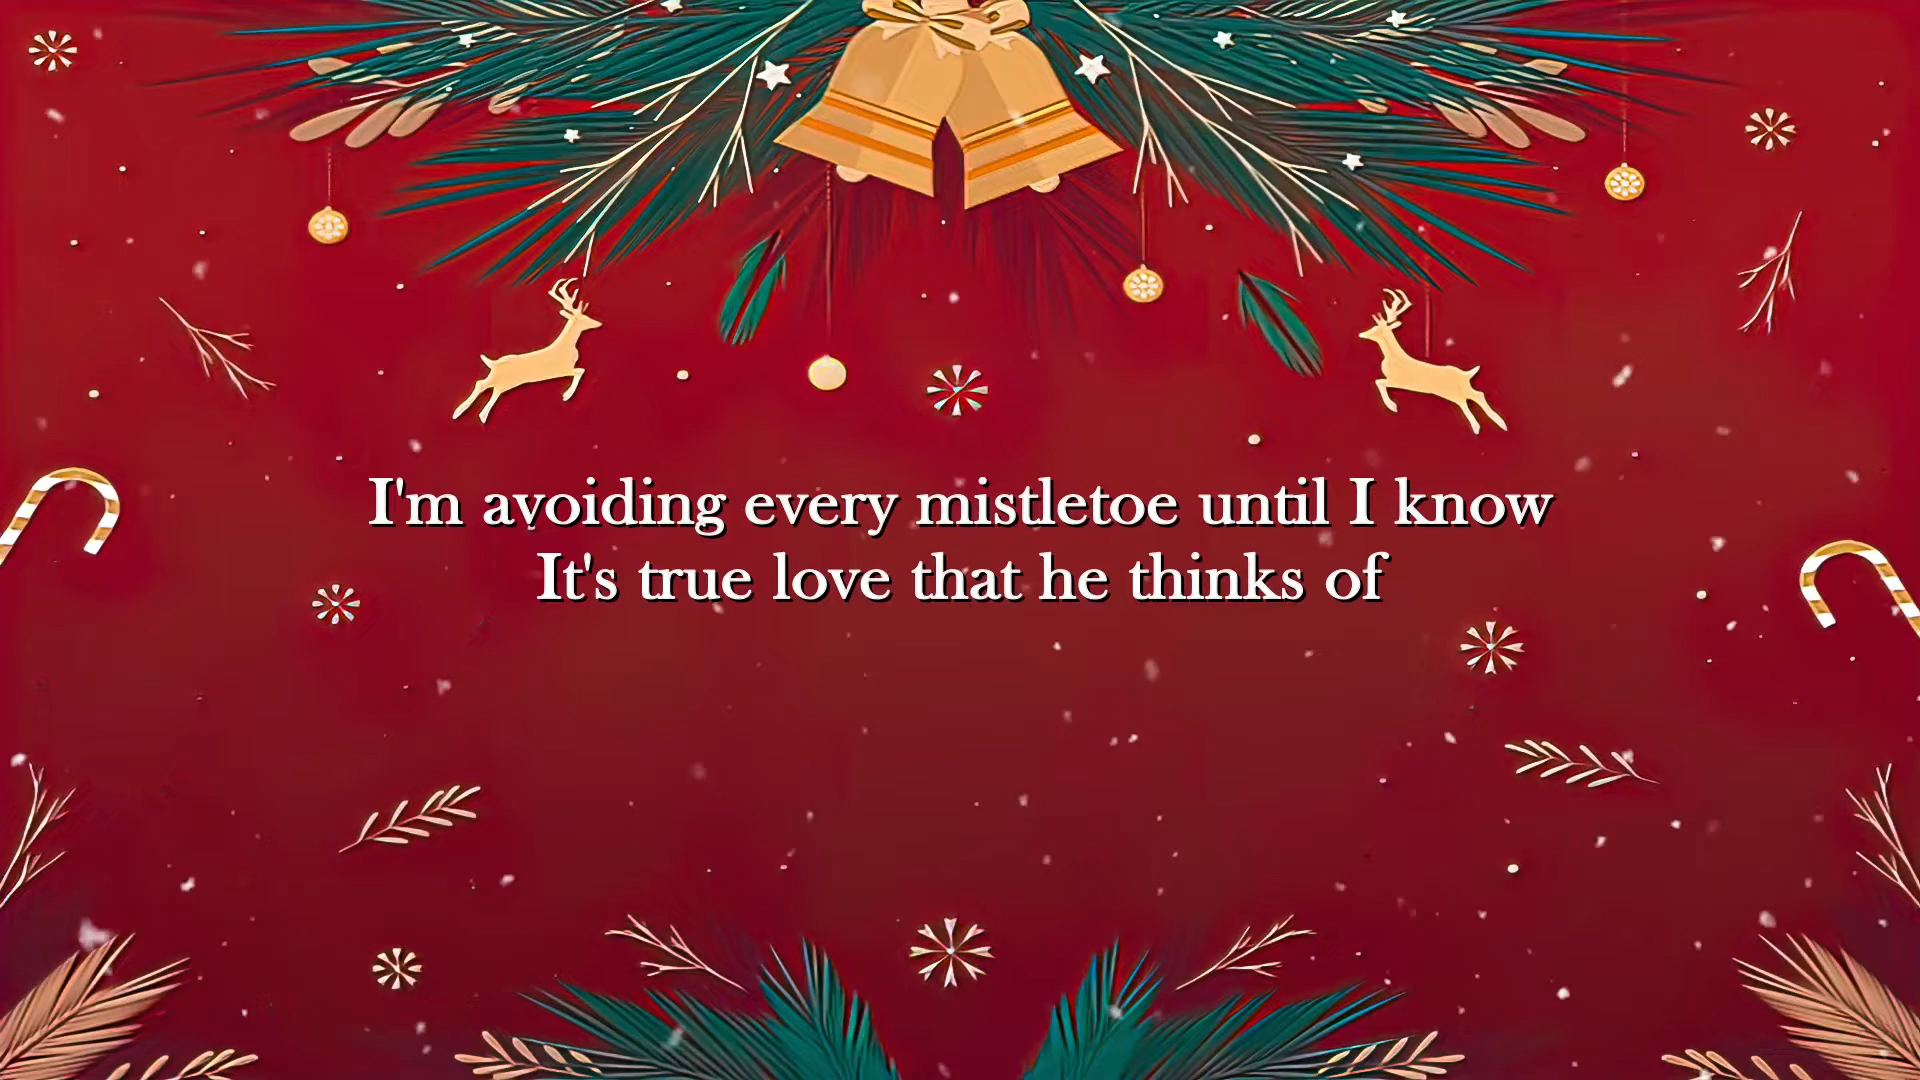 I'm avoiding every mistletoe until I know
It's true love that he thinks of